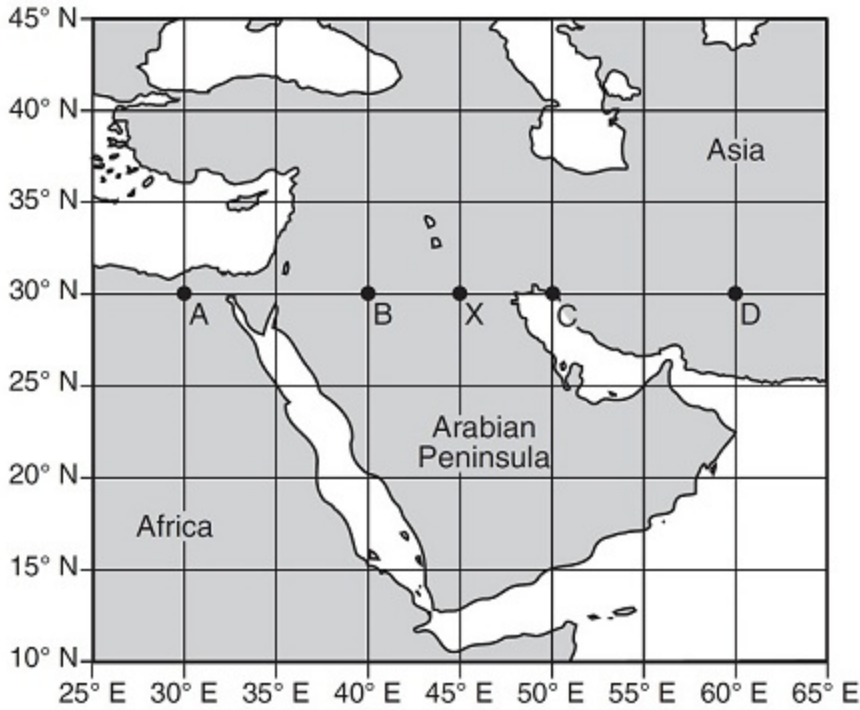 45° N
40° N
Asia
35° N
30° N
A
B
X
C
D
25° N
Arabian
Peninsula
20° N
Africa
15° N
10° N
25° E 30° E 35° E 40° E 45° E 50° E 55° E 60° E 65° E